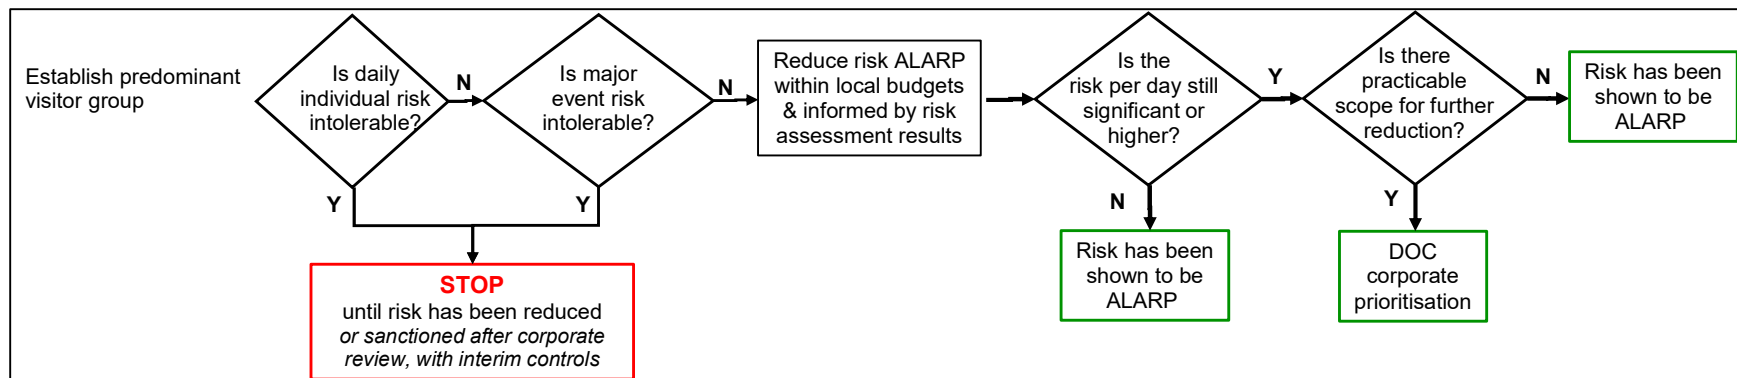 Establish predominant
visitor group
Is daily
individual risk
intolerable?
N
Y
Is major
event risk
intolerable?
N
Y
STOP
until risk has been reduced
or sanctioned after corporate
review, with interim controls
Reduce risk ALARP
within local budgets
& informed by risk
assessment results
Is the
risk per day still
significant or
higher?
Y
N
Risk has been
shown to be
ALARP
Is there
practicable
scope for further
reduction?
N
Y
DOC
corporate
prioritisation
Risk has been
shown to be
ALARP